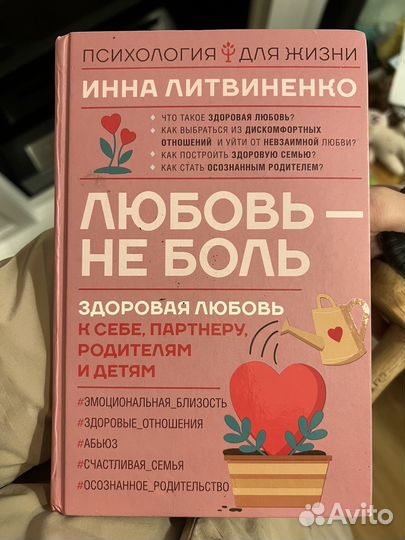 ПСИХОЛОГИЯ ДЛЯ ЖИЗНИ
ИННА ЛИТВИНЕНКО
ЧТО ТАКОЕ ЗДОРОВАЯ ЛЮБОВЬ?
КАК ВЫБРАТЬСЯ ИЗ ДИСКОМФОРТНЫХ
ОТНОШЕНИЙ И УЙТИ ОТ НЕВЗАИМНОЙ ЛЮБВИ?
КАК ПОСТРОИТЬ ЗДОРОВУЮ СЕМЬЮ?
КАК СТАТЬ ОСОЗНАННЫМ РОДИТЕЛЕМ?
ЛЮБОВЬ —
НЕ БОЛЬ
ЗДОРОВАЯ ЛЮБОВЬ
К СЕБЕ, ПАРТНЕРУ,
РОДИТЕЛЯМ
И ДЕТЯМ
#ЭМОЦИОНАЛЬНАЯ_БЛИЗОСТЬ
#ЗДОРОВЫЕ_ОТНОШЕНИЯ
#АБЬЮЗ
#СЧАСТЛИВАЯ_СЕМЬЯ
#ОСОЗНАННОЕ_РОДИТЕЛЬСТВО
Avito